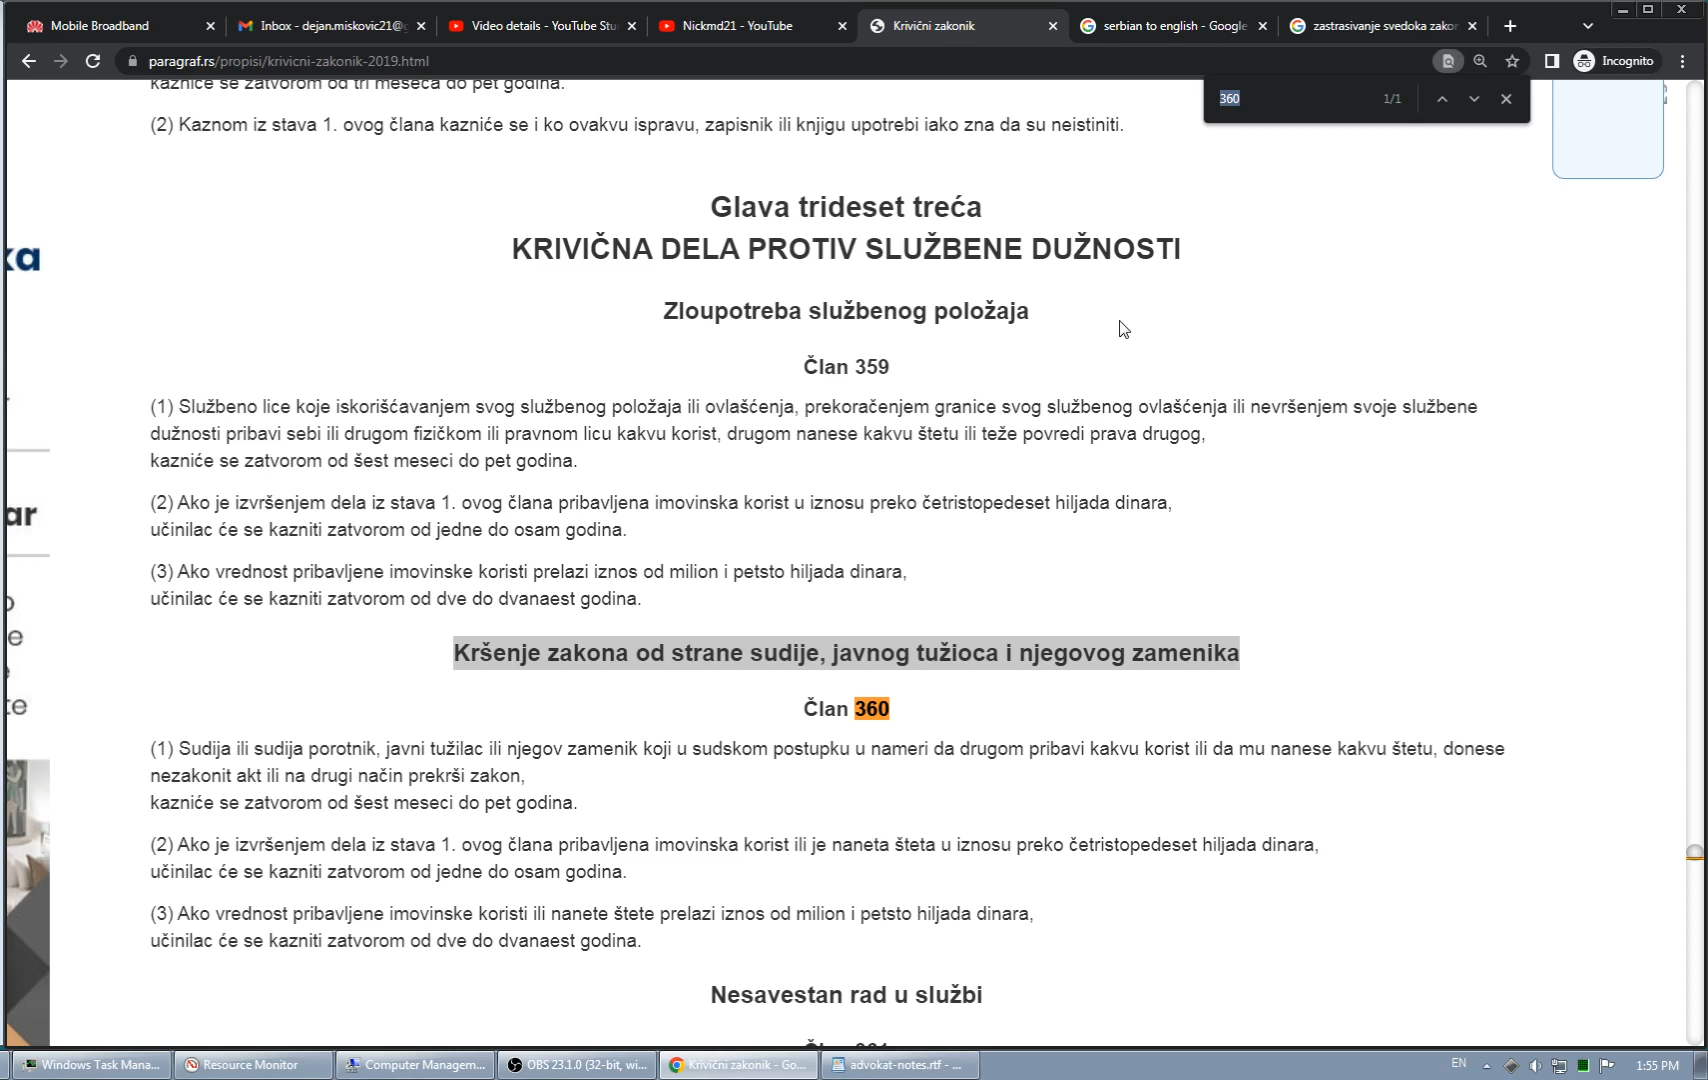 Mobile Broadband
Inbox - dejan.miskovic21@g
Video details - YouTube Stu
Nickmd21 - YouTube
Krivični zakonik
serbian to english - Google
zastrasivanje svedoka zakon
paragraf.rs/propisi/krivicni-zakonik-2019.html
Incognito
360
1/1
kazniće se zatvorom od tri meseca do pet godina.
(2) Kaznom iz stava 1. ovog člana kazniće se i ko ovakvu ispravu, zapisnik ili knjigu upotrebi iako zna da su neistiniti.
Glava trideset treća
KRIVIČNA DELA PROTIV SLUŽBENE DUŽNOSTI
Zloupotreba službenog položaja
Član 359
(1) Službeno lice koje iskorišćavanjem svog službenog položaja ili ovlašćenja, prekoračenjem granice svog službenog ovlašćenja ili nevršenjem svoje službene
dužnosti pribavi sebi ili drugom fizičkom ili pravnom licu kakvu korist, drugom nanese kakvu štetu ili teže povredi prava drugog,
kazniće se zatvorom od šest meseci do pet godina.
(2) Ako je izvršenjem dela iz stava 1. ovog člana pribavljena imovinska korist u iznosu preko četristopedeset hiljada dinara,
učinilac će se kazniti zatvorom od jedne do osam godina.
(3) Ako vrednost pribavljene imovinske koristi prelazi iznos od milion i petsto hiljada dinara,
učinilac će se kazniti zatvorom od dve do dvanaest godina.
Kršenje zakona od strane sudije, javnog tužioca i njegovog zamenika
Član 360
(1) Sudija ili sudija porotnik, javni tužilac ili njegov zamenik koji u sudskom postupku u nameri da drugom pribavi kakvu korist ili da mu nanese kakvu štetu, donese
nezakonit akt ili na drugi način prekrši zakon,
kazniće se zatvorom od šest meseci do pet godina.
(2) Ako je izvršenjem dela iz stava 1. ovog člana pribavljena imovinska korist ili je naneta šteta u iznosu preko četristopedeset hiljada dinara,
učinilac će se kazniti zatvorom od jedne do osam godina.
(3) Ako vrednost pribavljene imovinske koristi ili nanete štete prelazi iznos od milion i petsto hiljada dinara,
učinilac će se kazniti zatvorom od dve do dvanaest godina.
Nesavestan rad u službi
ka
ar
e
te
Windows Task Mana...
Resource Monitor
Computer Managem...
OBS 23.1.0 (32-bit, wi...
Krivični zakonik - Go...
advokat-notes.rtf - ...
EN
1:55 PM